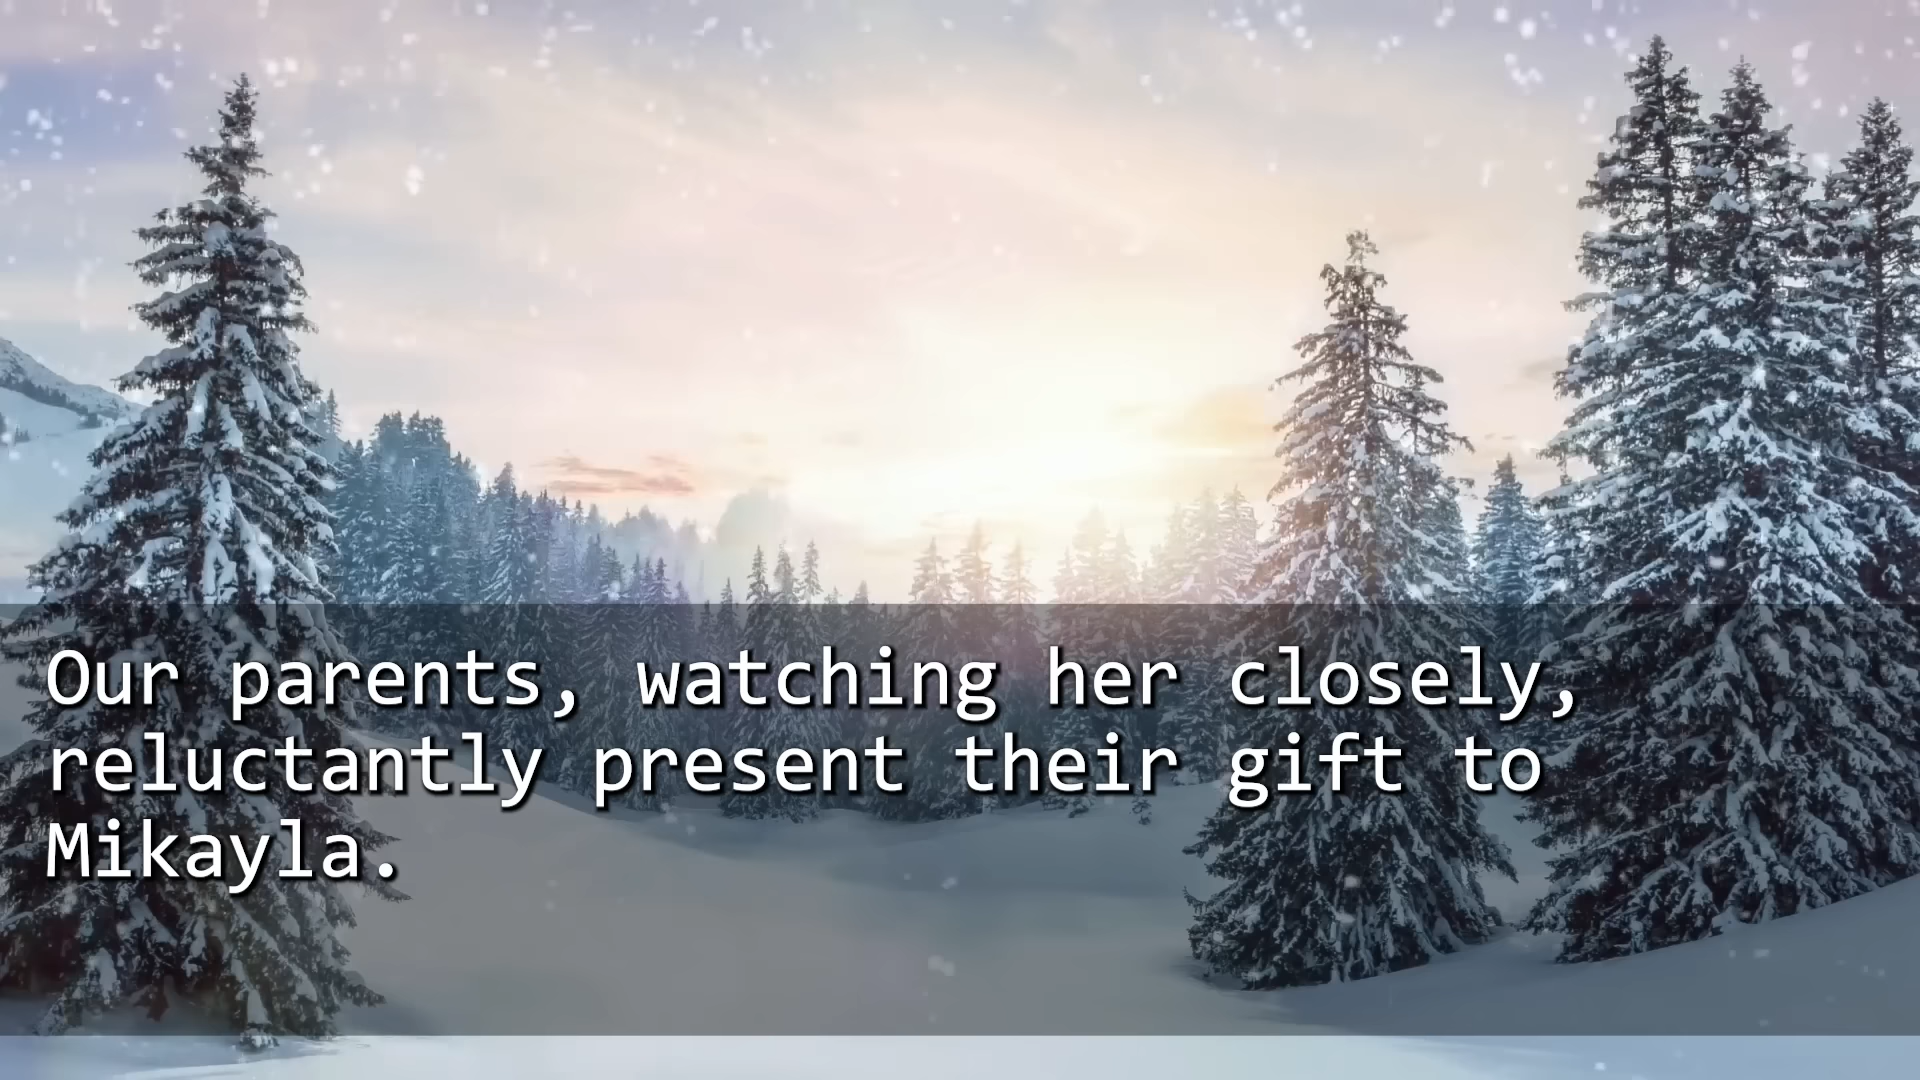 Our parents, watching her closely,
reluctantly present their gift to
Mikayla.